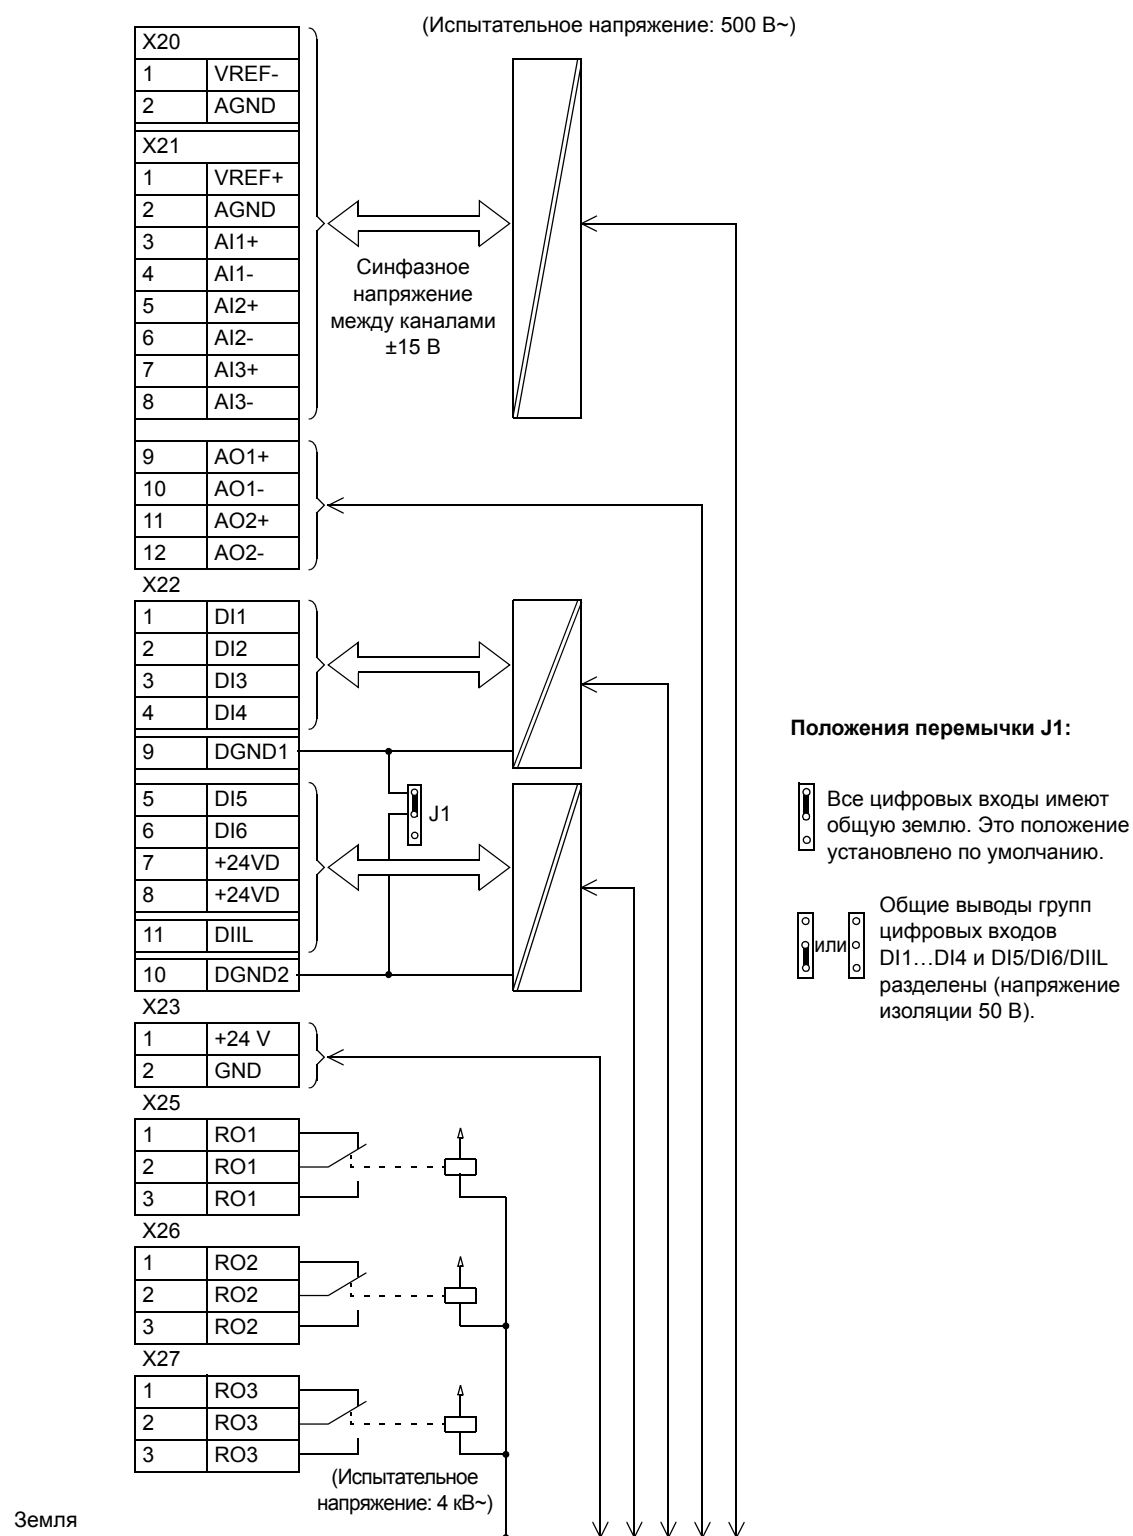 (Испытательное напряжение: 500 В~)
X20
1 VREF-
2 AGND
X21
1 VREF+
2 AGND
3 AI1+
4 AI1-
5 AI2+
6 AI2-
7 AI3+
8 AI3-
Синфазное
напряжение
между каналами
±15 В
9 AO1+
10 AO1-
11 AO2+
12 AO2-
X22
1 DI1
2 DI2
3 DI3
4 DI4
9 DGND1
5 DI5
6 DI6
7 +24VD
8 +24VD
11 DIIL
10 DGND2
J1
Положения перемычки J1:
Все цифровых входы имеют
общую землю. Это положение
установлено по умолчанию.
или
Общие выводы групп
цифровых входов
DI1…DI4 и DI5/DI6/DIIL
разделены (напряжение
изоляции 50 В).
X23
1 +24 V
2 GND
X25
1 RO1
2 RO1
3 RO1
X26
1 RO2
2 RO2
3 RO2
X27
1 RO3
2 RO3
3 RO3
(Испытательное
напряжение: 4 кВ~)
Земля